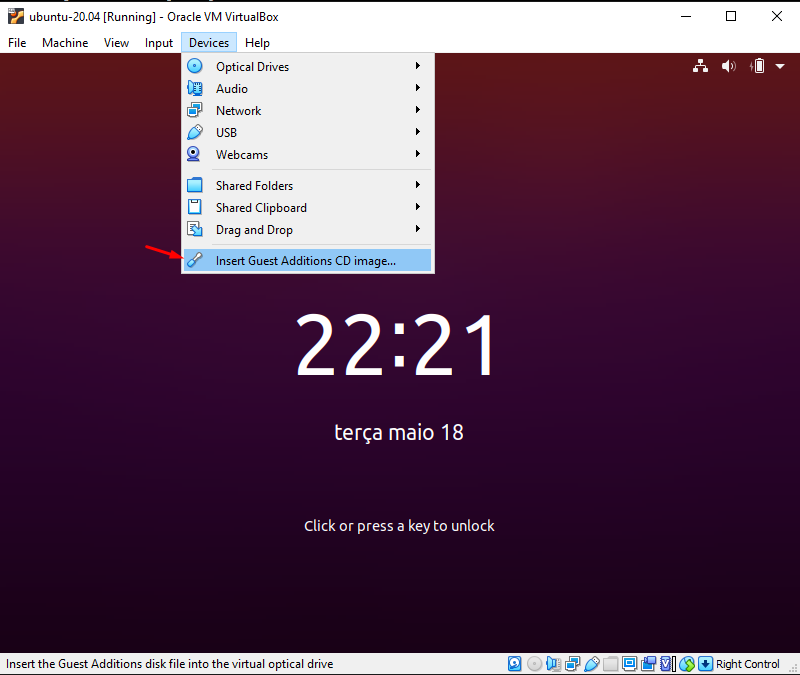 ubuntu-20.04 [Running] - Oracle VM VirtualBox
File Machine View Input Devices Help
Optical Drives
Audio
Network
USB
Webcams
Shared Folders
Shared Clipboard
Drag and Drop
Insert Guest Additions CD image...
22:21
terça maio 18
Click or press a key to unlock
Insert the Guest Additions disk file into the virtual optical drive
Right Control